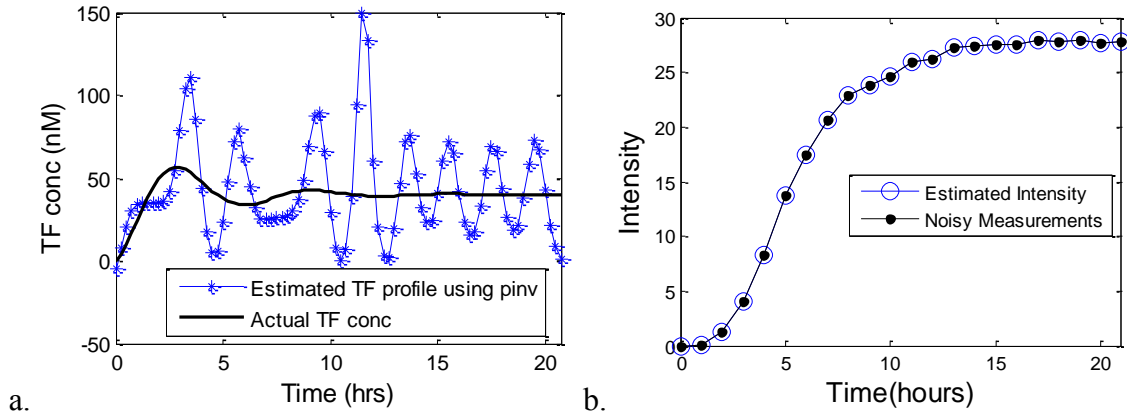 150
100
50
0
-50
TF conc (nM)
Estimated TF profile using pinv
Actual TF conc
0
5
10
15
20
Time (hrs)
a.
30
25
20
15
10
5
0
Intensity
Estimated Intensity
Noisy Measurements
0
5
10
15
20
Time(hours)
b.